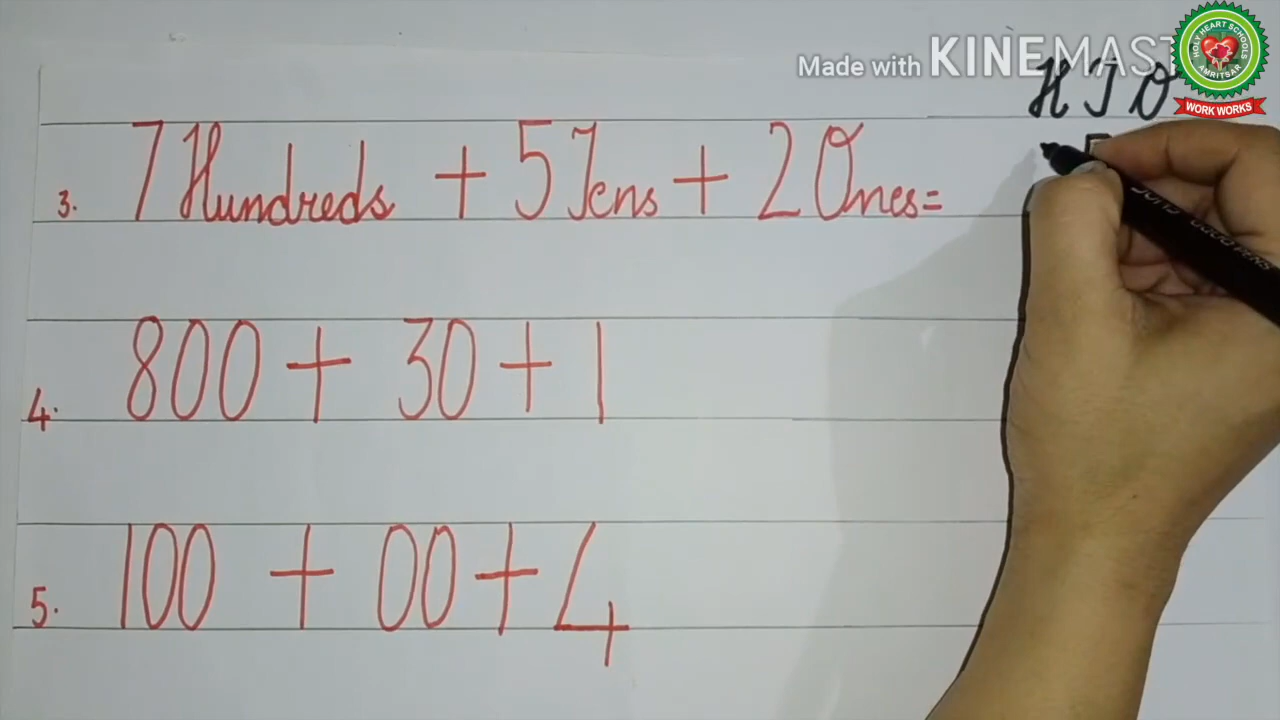 Made with KINEMAST
HOLY HEART SCHOOLS
AMRITSAR
WORK WORKS
H T O
3. 7 Hundreds + 5 Tens + 2 Ones =
4. 800 + 30 + 1
5. 100 + 00 + 4